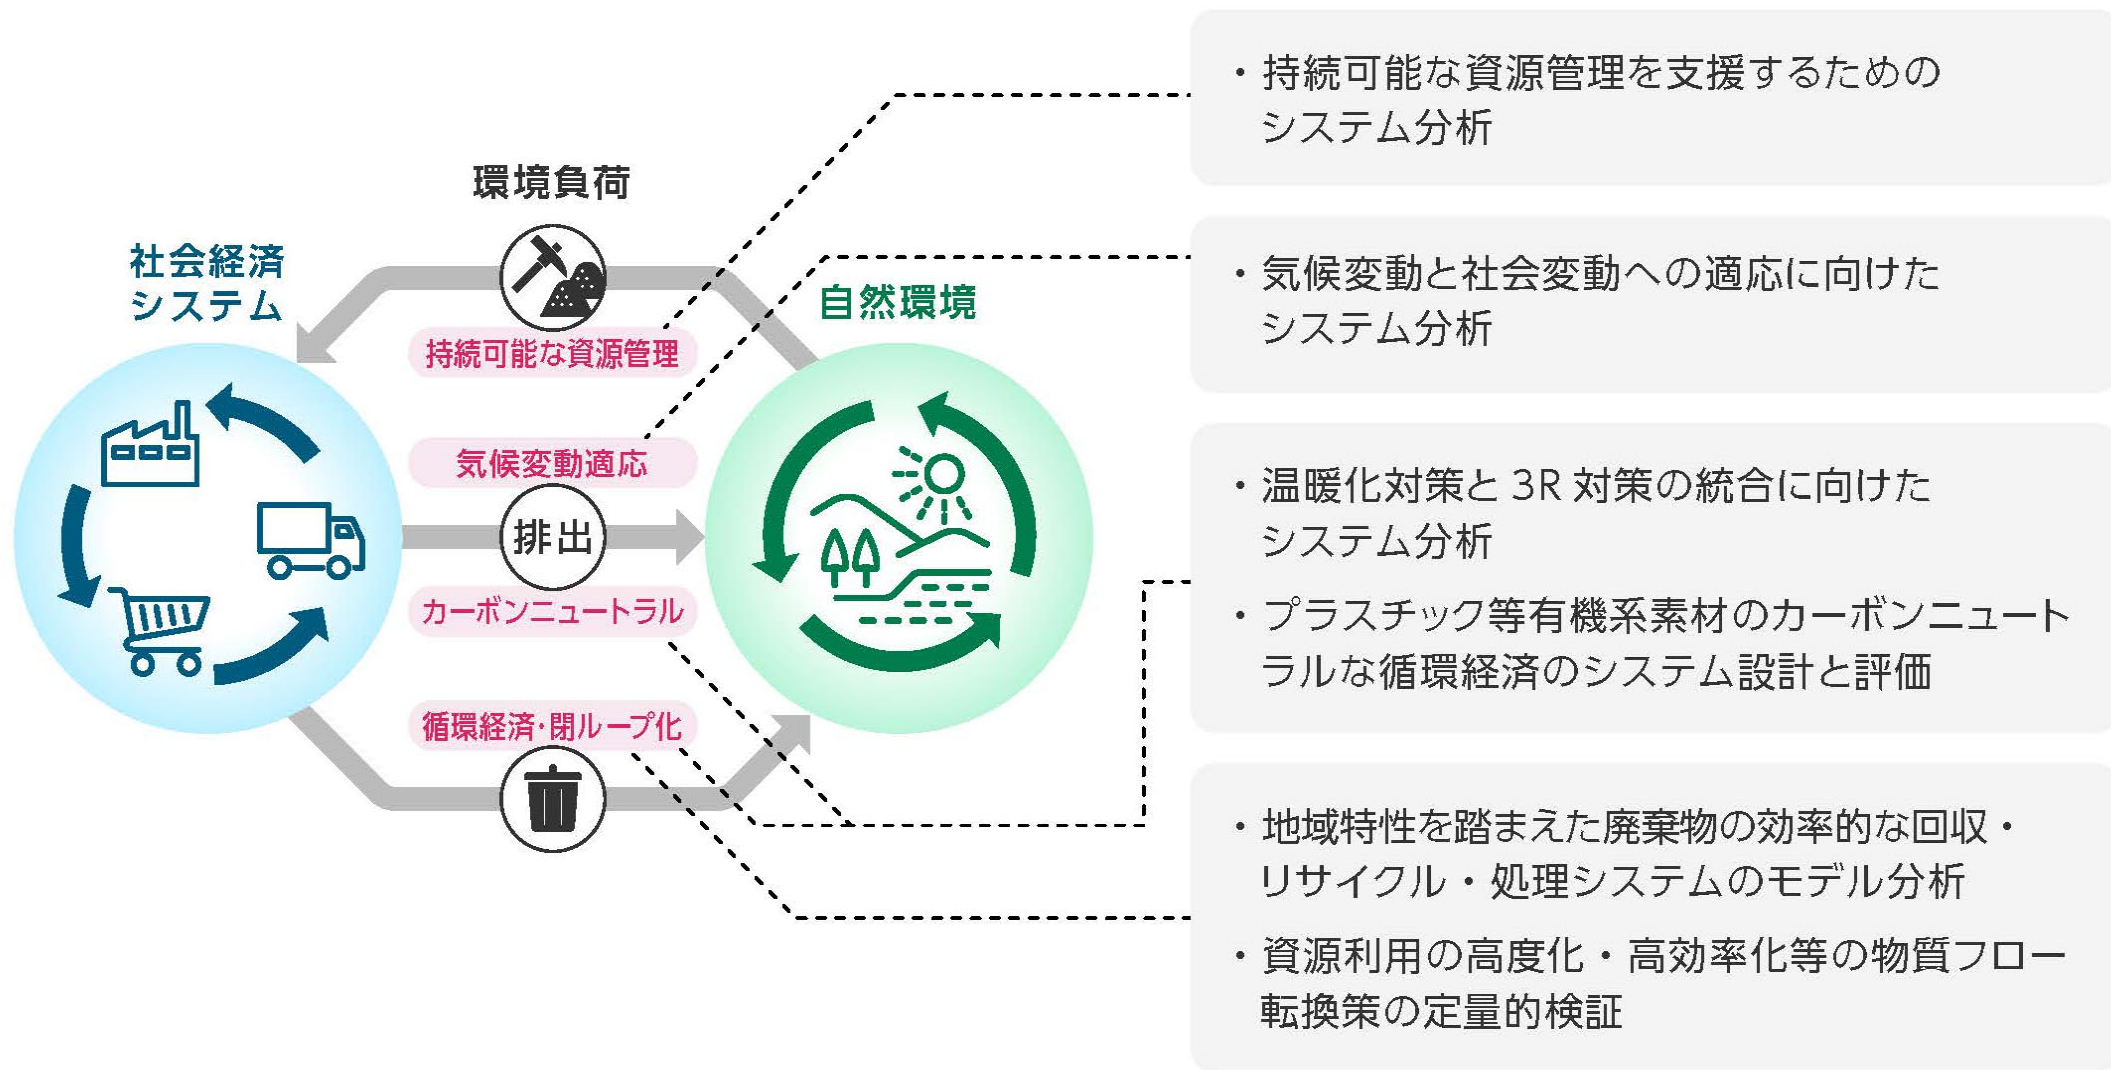 環境負荷
社会経済
システム
自然環境
持続可能な資源管理
気候変動適応
排出
カーボンニュートラル
循環経済・閉ループ化
・持続可能な資源管理を支援するための
システム分析
・気候変動と社会変動への適応に向けた
システム分析
・温暖化対策と 3R 対策の統合に向けた
システム分析
・プラスチック等有機系素材のカーボンニュート
ラルな循環経済のシステム設計と評価
・地域特性を踏まえた廃棄物の効率的な回収・
リサイクル・処理システムのモデル分析
・資源利用の高度化・高効率化等の物質フロー
転換策の定量的検証